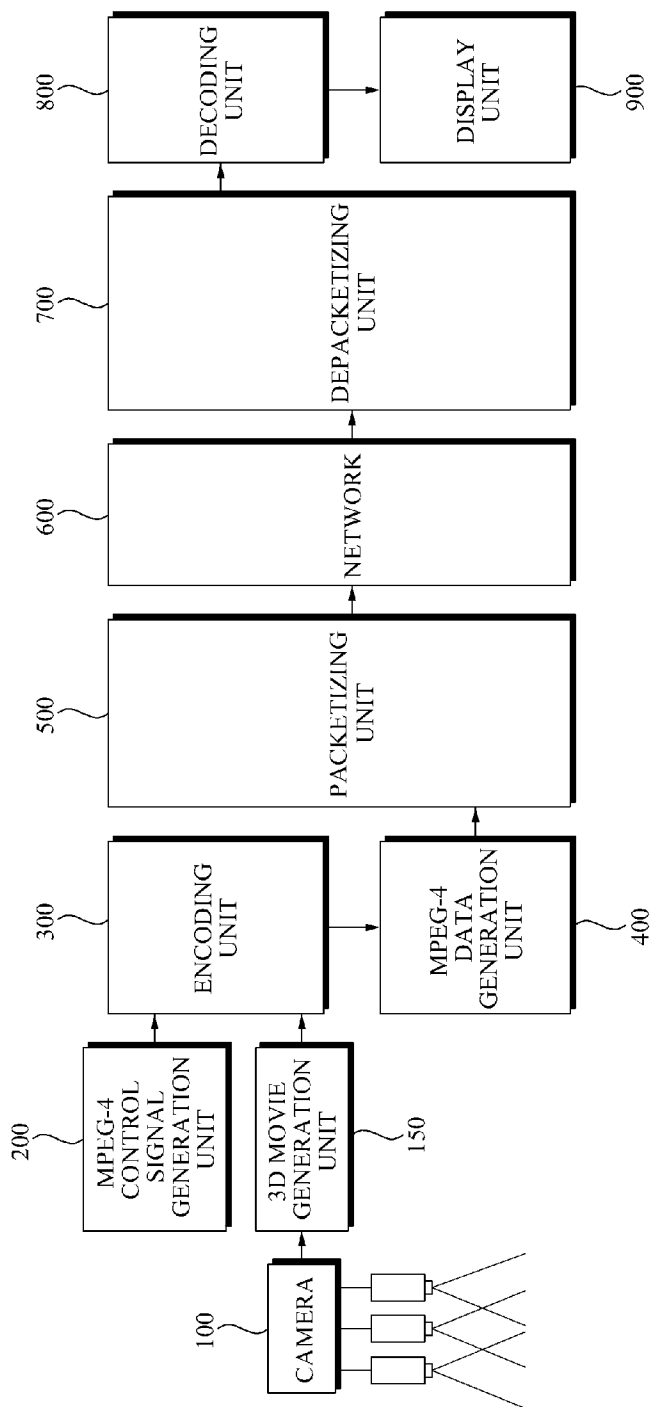 100
CAMERA
200
MPEG-4
CONTROL
SIGNAL
GENERATION
UNIT
3D MOVIE
GENERATION
UNIT
150
300
ENCODING
UNIT
MPEG-4
DATA
GENERATION
UNIT
400
500
PACKETIZING
UNIT
600
NETWORK
700
DEPACKETIZING
UNIT
800
DECODING
UNIT
DISPLAY
UNIT
900